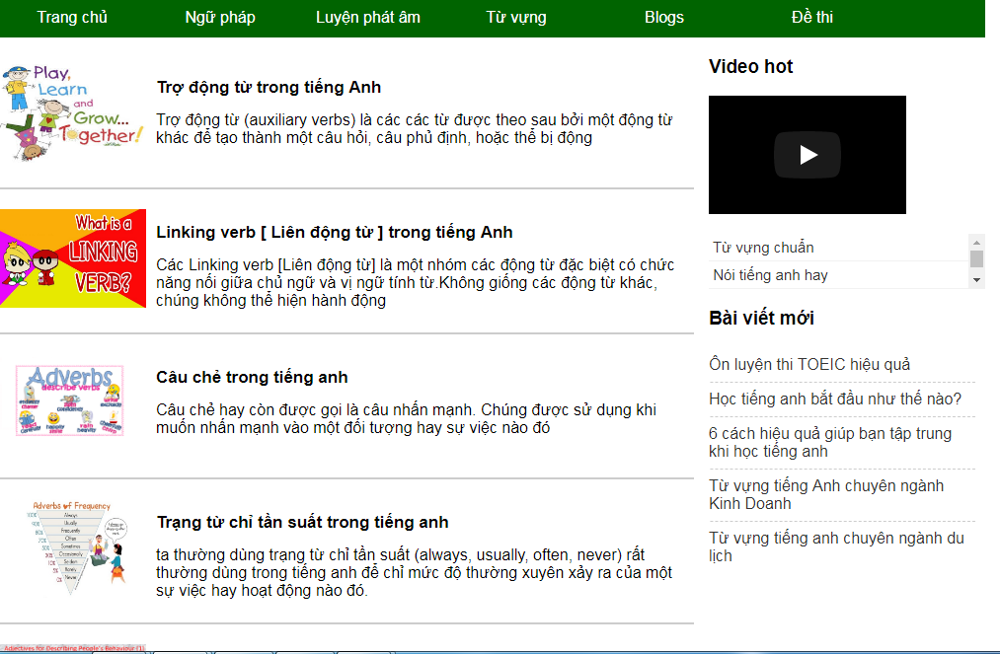 Trang chủ Ngữ pháp Luyện phát âm Từ vựng Blogs Đề thi
Play,
Learn
and
Grow...
Together!
Trợ động từ trong tiếng Anh
Trợ động từ (auxiliary verbs) là các các từ được theo sau bởi một động từ
khác để tạo thành một câu hỏi, câu phủ định, hoặc thể bị động
What is a
LINKING
VERB?
Linking verb [ Liên động từ ] trong tiếng Anh
Các Linking verb [Liên động từ] là một nhóm các động từ đặc biệt có chức
năng nối giữa chủ ngữ và vị ngữ tính từ.Không giống các động từ khác,
chúng không thể hiện hành động
Adverbs
describe verbs
Câu chẻ trong tiếng anh
Câu chẻ hay còn được gọi là câu nhấn mạnh. Chúng được sử dụng khi
muốn nhấn mạnh vào một đối tượng hay sự việc nào đó
Adverbs of Frequency
100% Always
Usually
Frequently
Often
Sometimes
Occasionally
Seldom
Rarely
Never
Trạng từ chỉ tần suất trong tiếng anh
ta thường dùng trạng từ chỉ tần suất (always, usually, often, never) rất
thường dùng trong tiếng anh để chỉ mức độ thường xuyên xảy ra của một
sự việc hay hoạt động nào đó.
Adjectives for Describing People's Behaviour (1)
Video hot
Từ vựng chuẩn
Nói tiếng anh hay
Bài viết mới
Ôn luyện thi TOEIC hiệu quả
Học tiếng anh bắt đầu như thế nào?
6 cách hiệu quả giúp bạn tập trung
khi học tiếng anh
Từ vựng tiếng Anh chuyên ngành
Kinh Doanh
Từ vựng tiếng anh chuyên ngành du
lịch